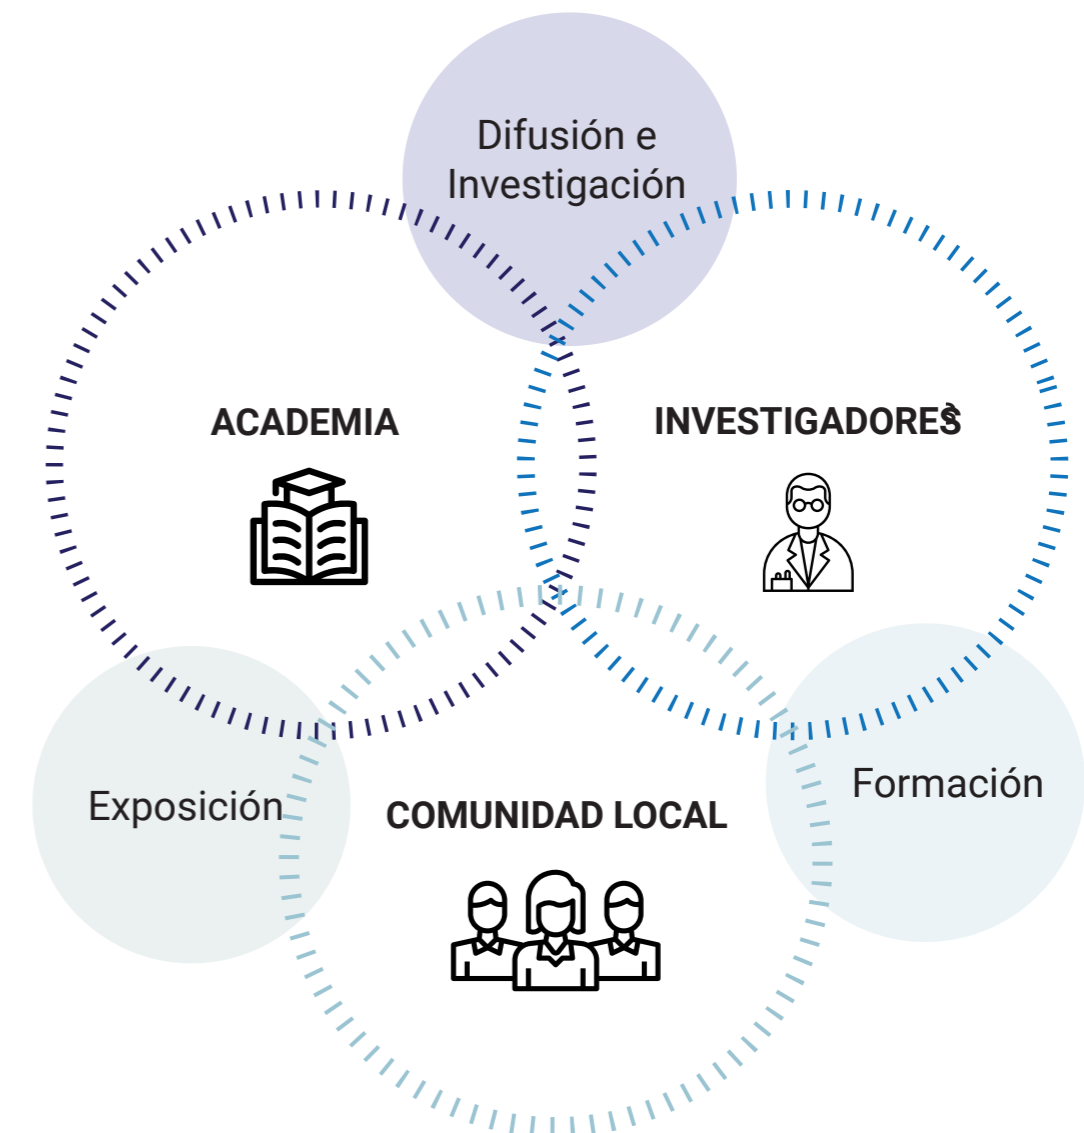 Difusión e
Investigación
ACADEMIA
INVESTIGADORES
Exposición
COMUNIDAD LOCAL
Formación